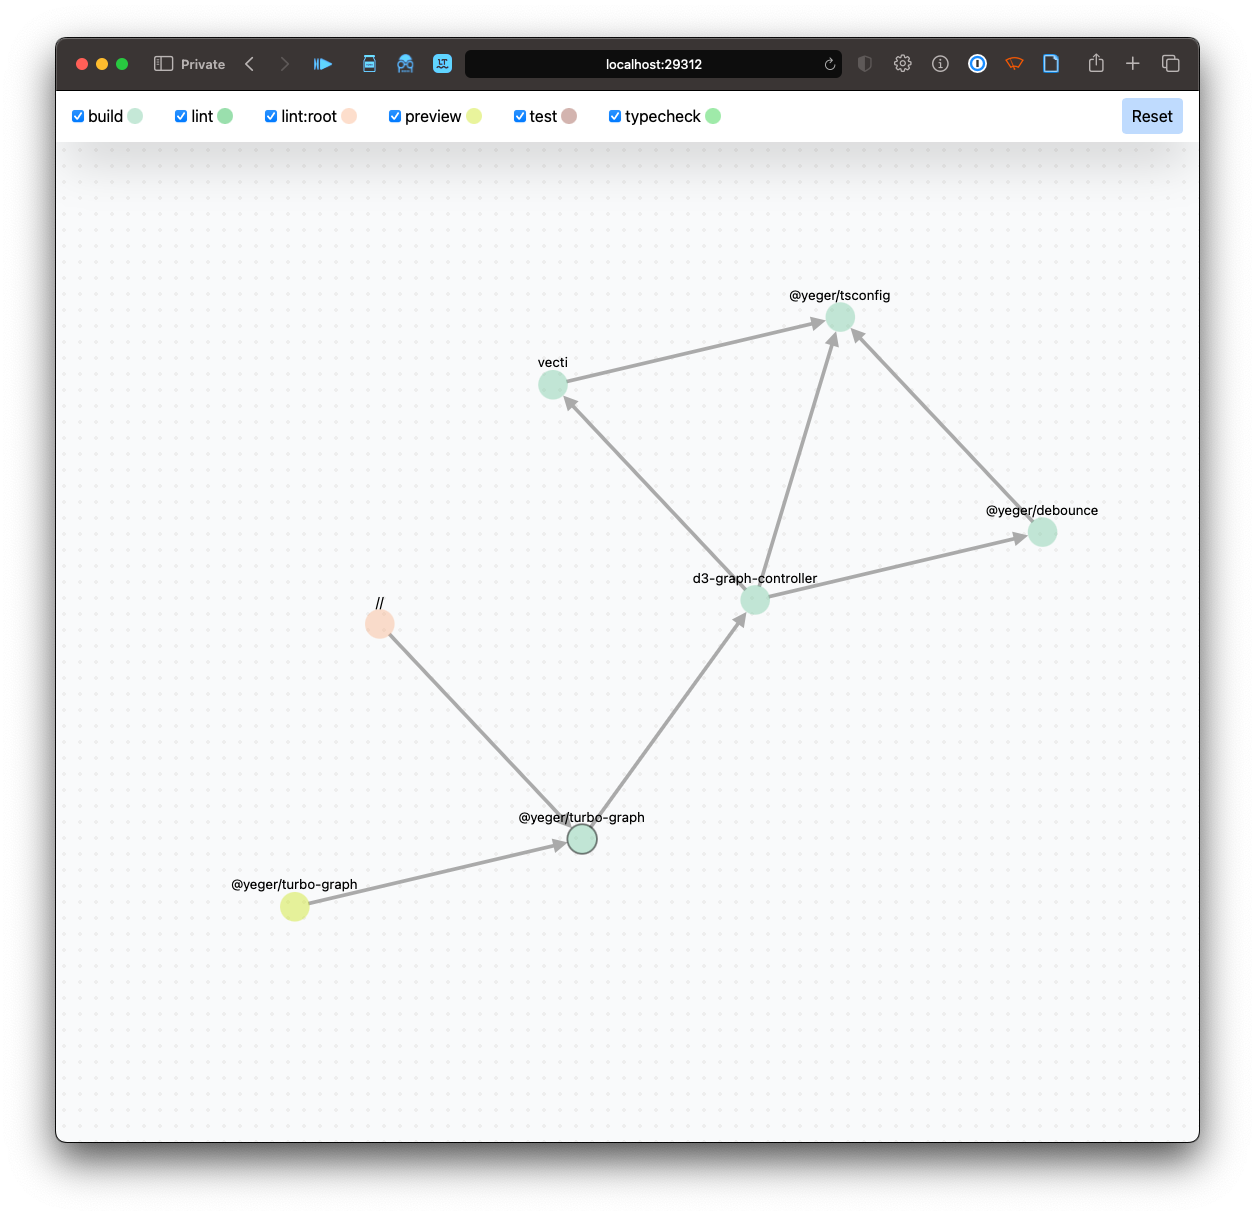 Private
localhost:29312
build
lint
lint:root
preview
test
typecheck
Reset
@yeger/tsconfig
vecti
@yeger/debounce
d3-graph-controller
//
@yeger/turbo-graph
@yeger/turbo-graph